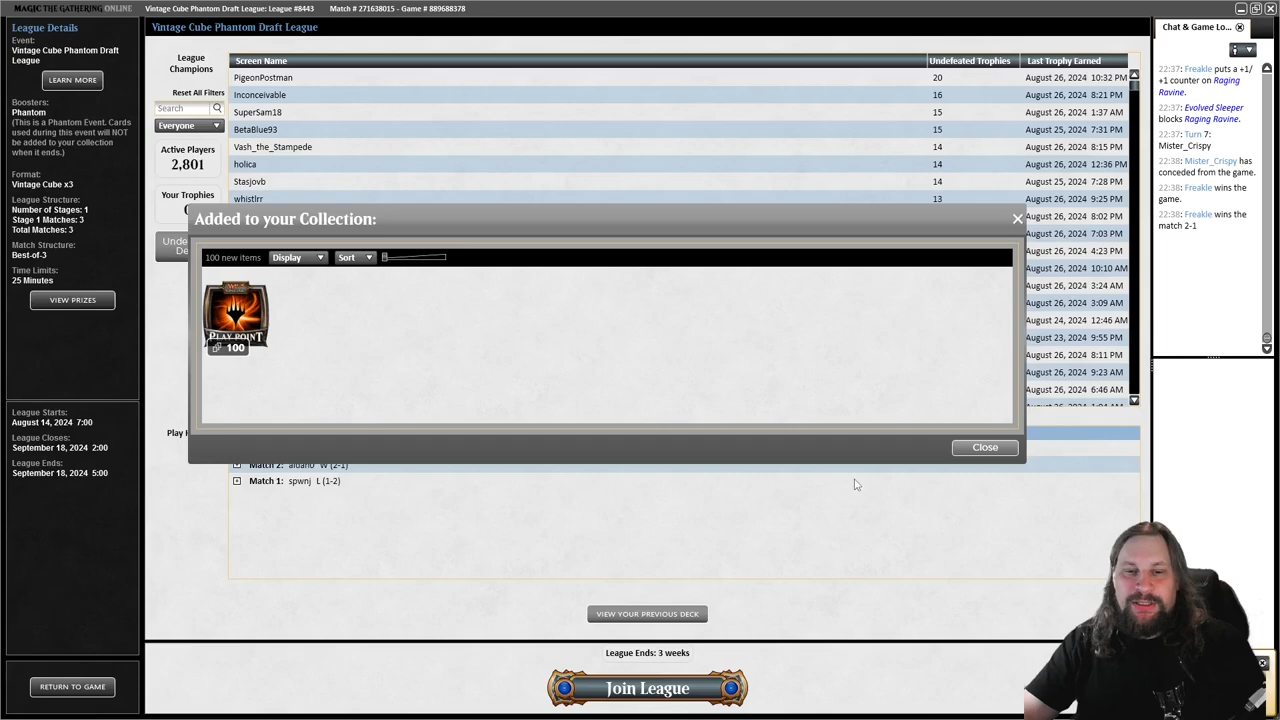 MAGIC THE GATHERING ONLINE
Vintage Cube Phantom Draft League: League #8443
Match # 271638015 - Game # 889688378
League Details
Event:
Vintage Cube Phantom Draft
League
LEARN MORE
Boosters:
Phantom
(This is a Phantom Event. Cards
used during this event will NOT
be added to your collection
when it ends.)
Format:
Vintage Cube x3
League Structure:
Number of Stages: 1
Stage 1 Matches: 3
Total Matches: 3
Match Structure:
Best-of-3
Time Limits:
25 Minutes
VIEW PRIZES
League Starts:
August 14, 2024 7:00
League Closes:
September 18, 2024 2:00
League Ends:
September 18, 2024 5:00
RETURN TO GAME
Vintage Cube Phantom Draft League
League
Champions
Reset All Filters
Search
Everyone
Active Players
2,801
Your Trophies
Screen Name Undefeated Trophies Last Trophy Earned
PigeonPostman 20 August 26, 2024 10:32 PM
Inconceivable 16 August 26, 2024 8:21 PM
SuperSam18 15 August 26, 2024 1:37 AM
BetaBlue93 15 August 25, 2024 7:31 PM
Vash_the_Stampede 14 August 26, 2024 8:15 PM
holica 14 August 26, 2024 12:36 PM
Stasjovb 14 August 25, 2024 7:28 PM
whistlrr 13 August 26, 2024 9:25 PM
August 26, 2024 8:02 PM
August 26, 2024 7:03 PM
August 26, 2024 4:23 PM
August 26, 2024 10:10 AM
August 26, 2024 3:24 AM
August 26, 2024 3:09 AM
August 24, 2024 12:46 AM
August 23, 2024 9:55 PM
August 26, 2024 8:11 PM
August 26, 2024 9:23 AM
August 26, 2024 6:46 AM
Added to your Collection:
100 new items
Display
Sort
PLAY POINT
100
Close
Match 2: aldano W (2-1)
Match 1: spwnj L (1-2)
VIEW YOUR PREVIOUS DECK
League Ends: 3 weeks
Join League
Chat & Game Lo...
22:37: Freakle puts a +1/
+1 counter on Raging
Ravine.
22:37: Evolved Sleeper
blocks Raging Ravine.
22:37: Turn 7:
Mister_Crispy
22:38: Mister_Crispy has
conceded from the game.
22:38: Freakle wins the
game.
22:38: Freakle wins the
match 2-1